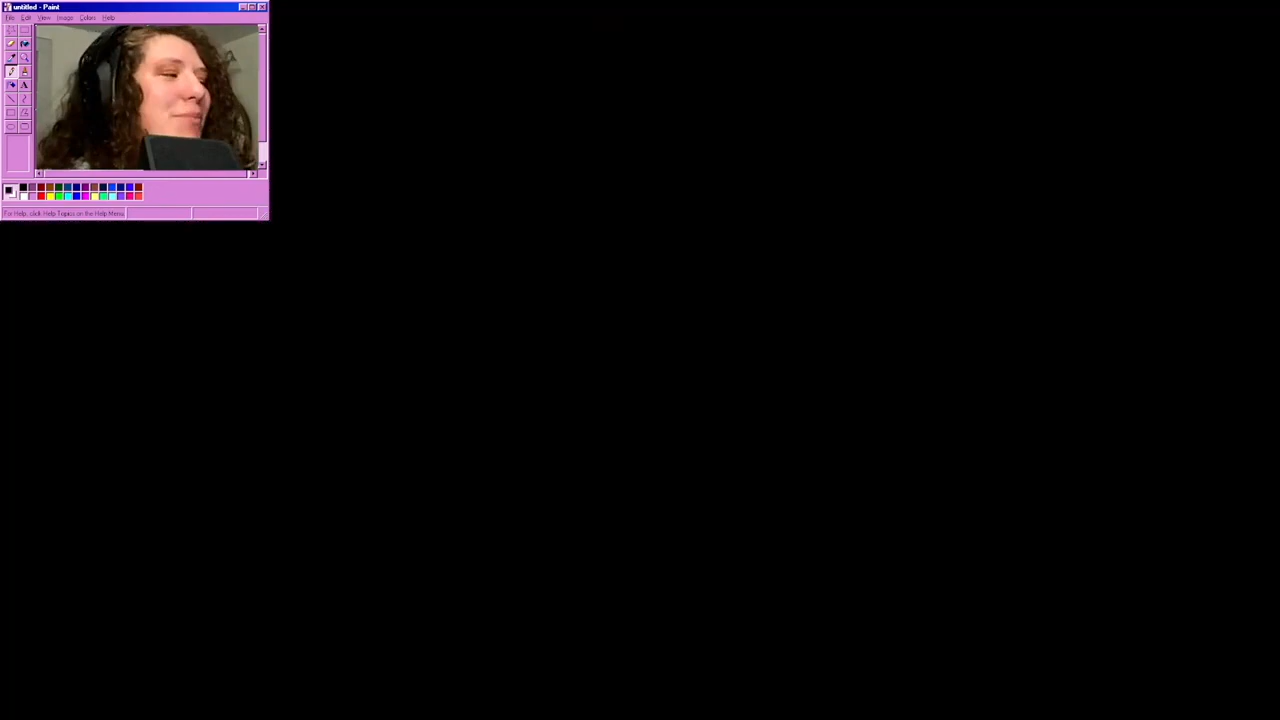 untitled - Paint
File Edit View Image Colors Help
A
For Help, click Help Topics on the Help Menu.